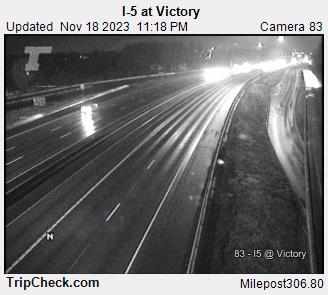 I-5 at Victory
Updated Nov 18 2023 11:18 PM Camera 83
T
N
83 - I5 @ Victory
TripCheck.com Milepost306.80